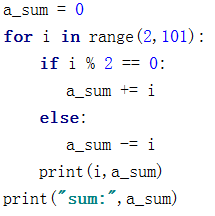 a_sum = 0
for i in range(2,101):
    if i % 2 == 0:
        a_sum += i
    else:
        a_sum -= i
    print(i,a_sum)
print("sum:",a_sum)